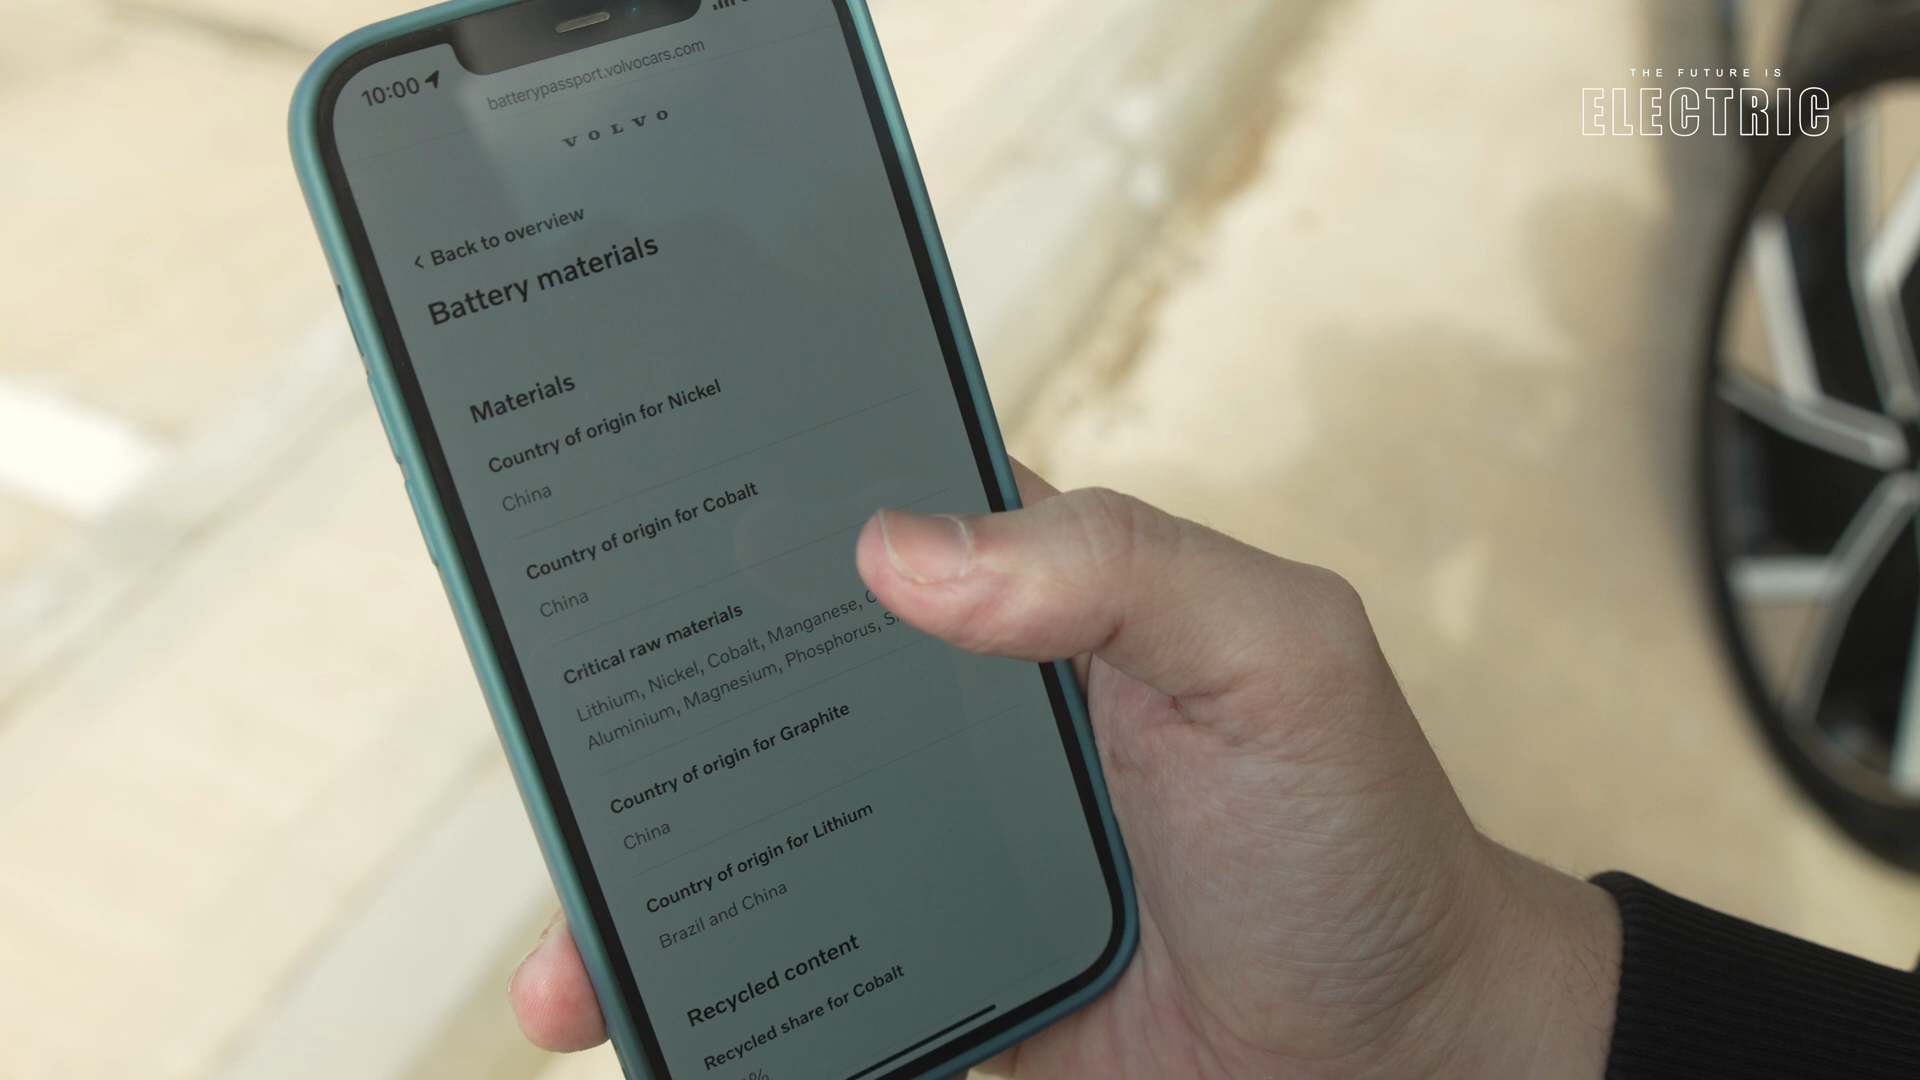 THE FUTURE IS
ELECTRIC
10:00
batterypassport.volvocars.com
VOLVO
Back to overview
Battery materials
Materials
Country of origin for Nickel
China
Country of origin for Cobalt
China
Critical raw materials
Lithium, Nickel, Cobalt, Manganese,
Aluminium, Magnesium, Phosphorus,
Country of origin for Graphite
China
Country of origin for Lithium
Brazil and China
Recycled content
Recycled share for Cobalt